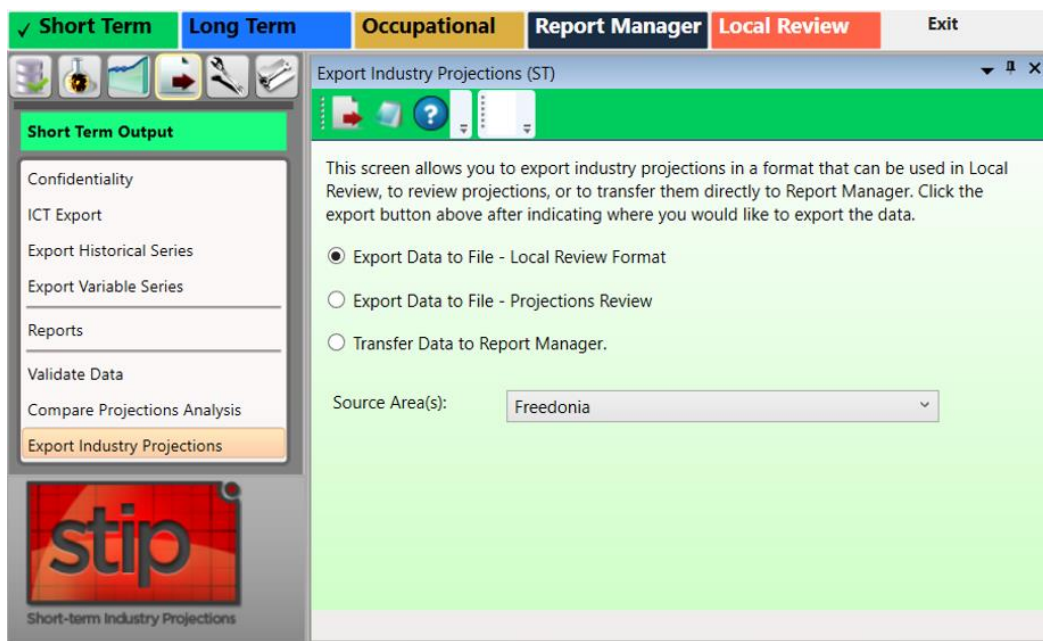 ✓ Short Term Long Term Occupational Report Manager Local Review Exit
Export Industry Projections (ST)
Short Term Output
Confidentiality
ICT Export
Export Historical Series
Export Variable Series
Reports
Validate Data
Compare Projections Analysis
Export Industry Projections
stip
Short-term Industry Projections
This screen allows you to export industry projections in a format that can be used in Local
Review, to review projections, or to transfer them directly to Report Manager. Click the
export button above after indicating where you would like to export the data.
Export Data to File - Local Review Format
Export Data to File - Projections Review
Transfer Data to Report Manager.
Source Area(s): Freedonia